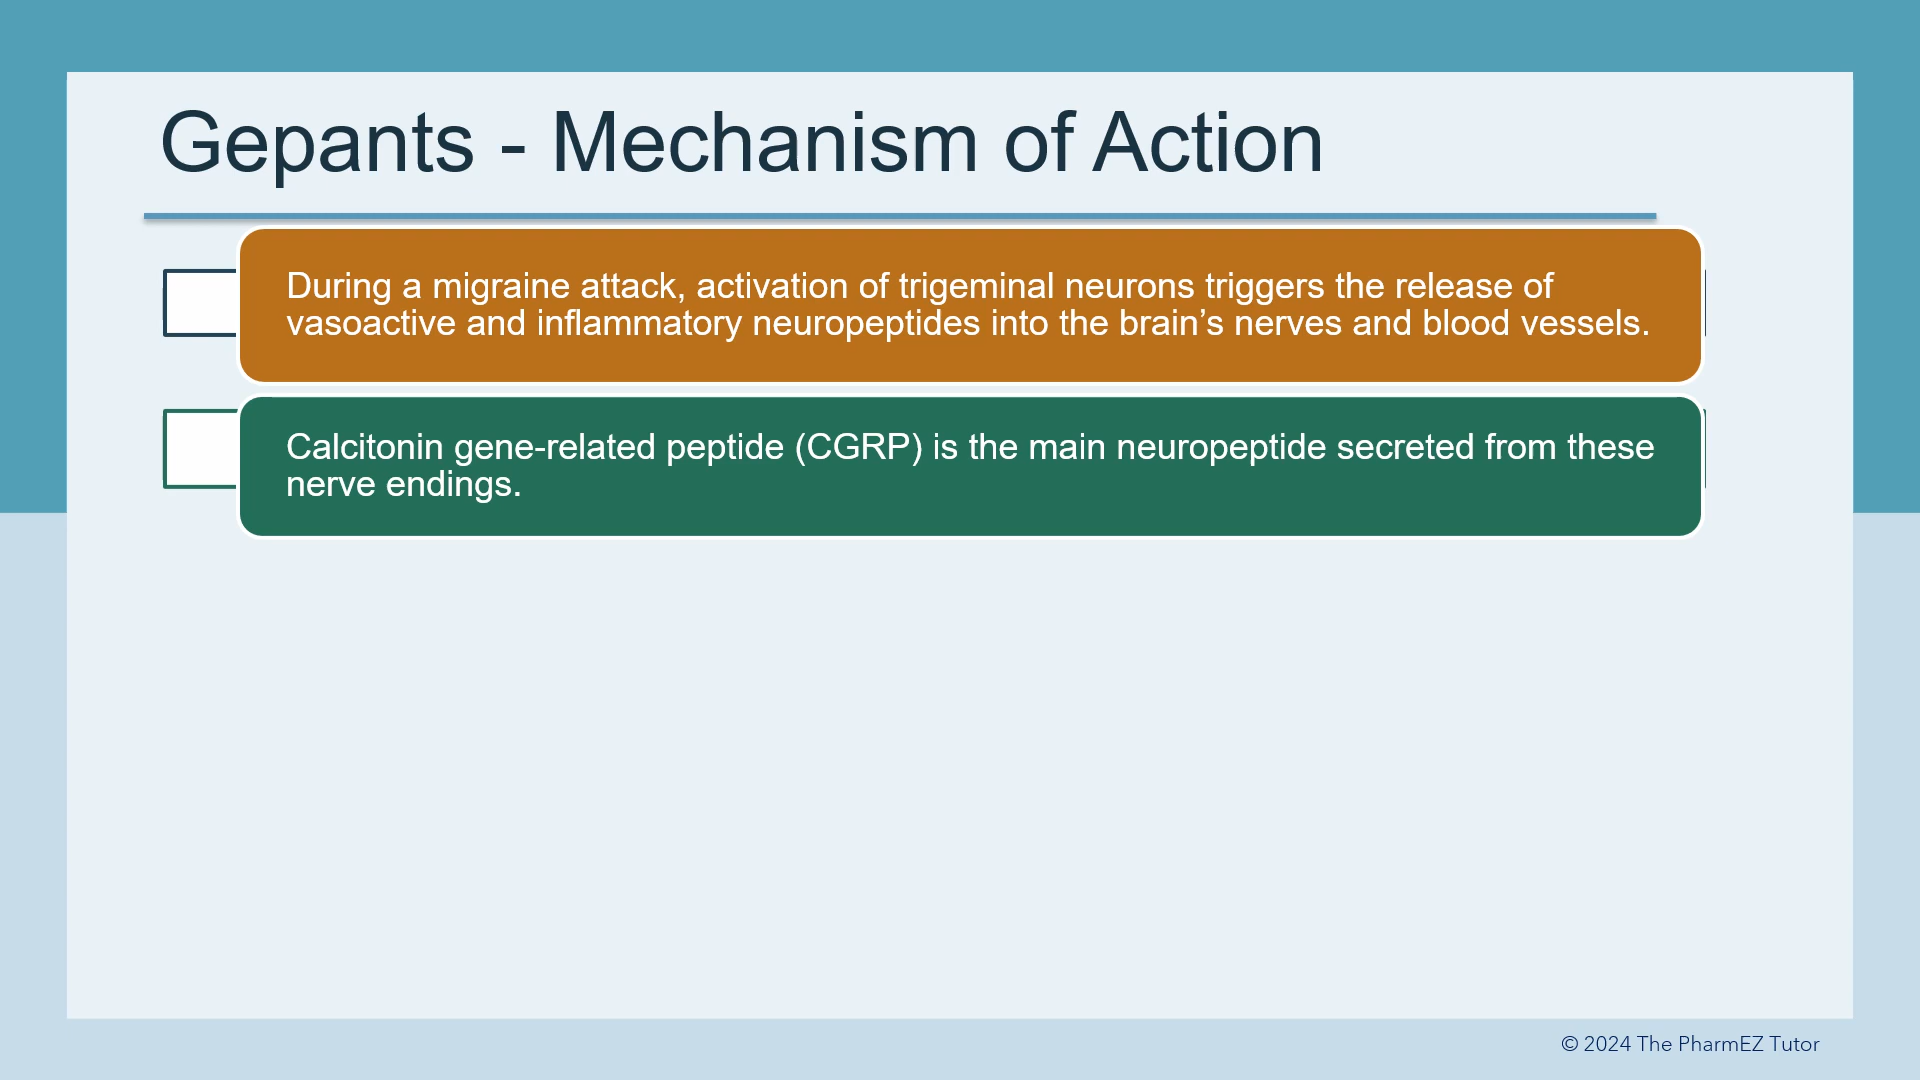 Gepants - Mechanism of Action
During a migraine attack, activation of trigeminal neurons triggers the release of
vasoactive and inflammatory neuropeptides into the brain’s nerves and blood vessels.
Calcitonin gene-related peptide (CGRP) is the main neuropeptide secreted from these
nerve endings.
© 2024 The PharmEZ Tutor